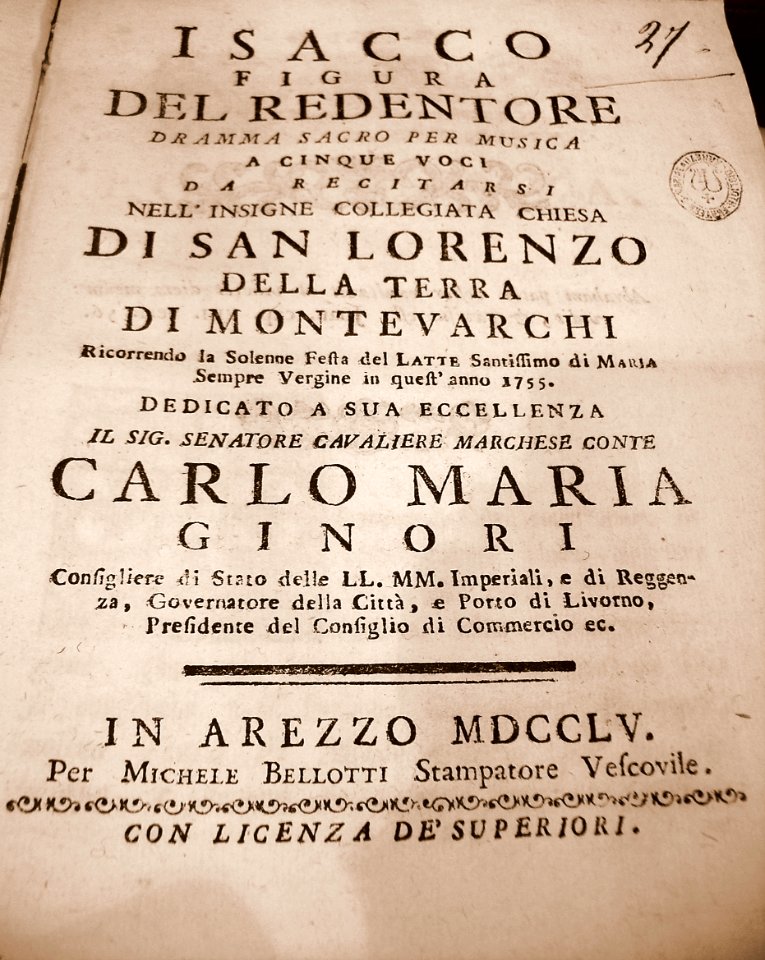 27
ISACCO
FIGURA
DEL REDENTORE
DRAMMA SACRO PER MUSICA
A CINQUE VOCI
DA RECITARSI
NELL' INSIGNE COLLEGIATA CHIESA
DI SAN LORENZO
DELLA TERRA
DI MONTEVARCHI
Ricorrendo la Solenne Feſta del LATTE Santiſſimo di MARIA
Sempre Vergine in queſt' anno 1755.
DEDICATO A SUA ECCELLENZA
IL SIG. SENATORE CAVALIERE MARCHESE CONTE
CARLO MARIA
GINORI
Conſigliere di Stato delle LL. MM. Imperiali, e di Reggen-
za, Governatore della Città, e Porto di Livorno,
Preſidente del Conſiglio di Commercio ec.
IN AREZZO MDCCLV.
Per MICHELE BELLOTTI Stampatore Veſcovile.
CON LICENZA DE' SUPERIORI.